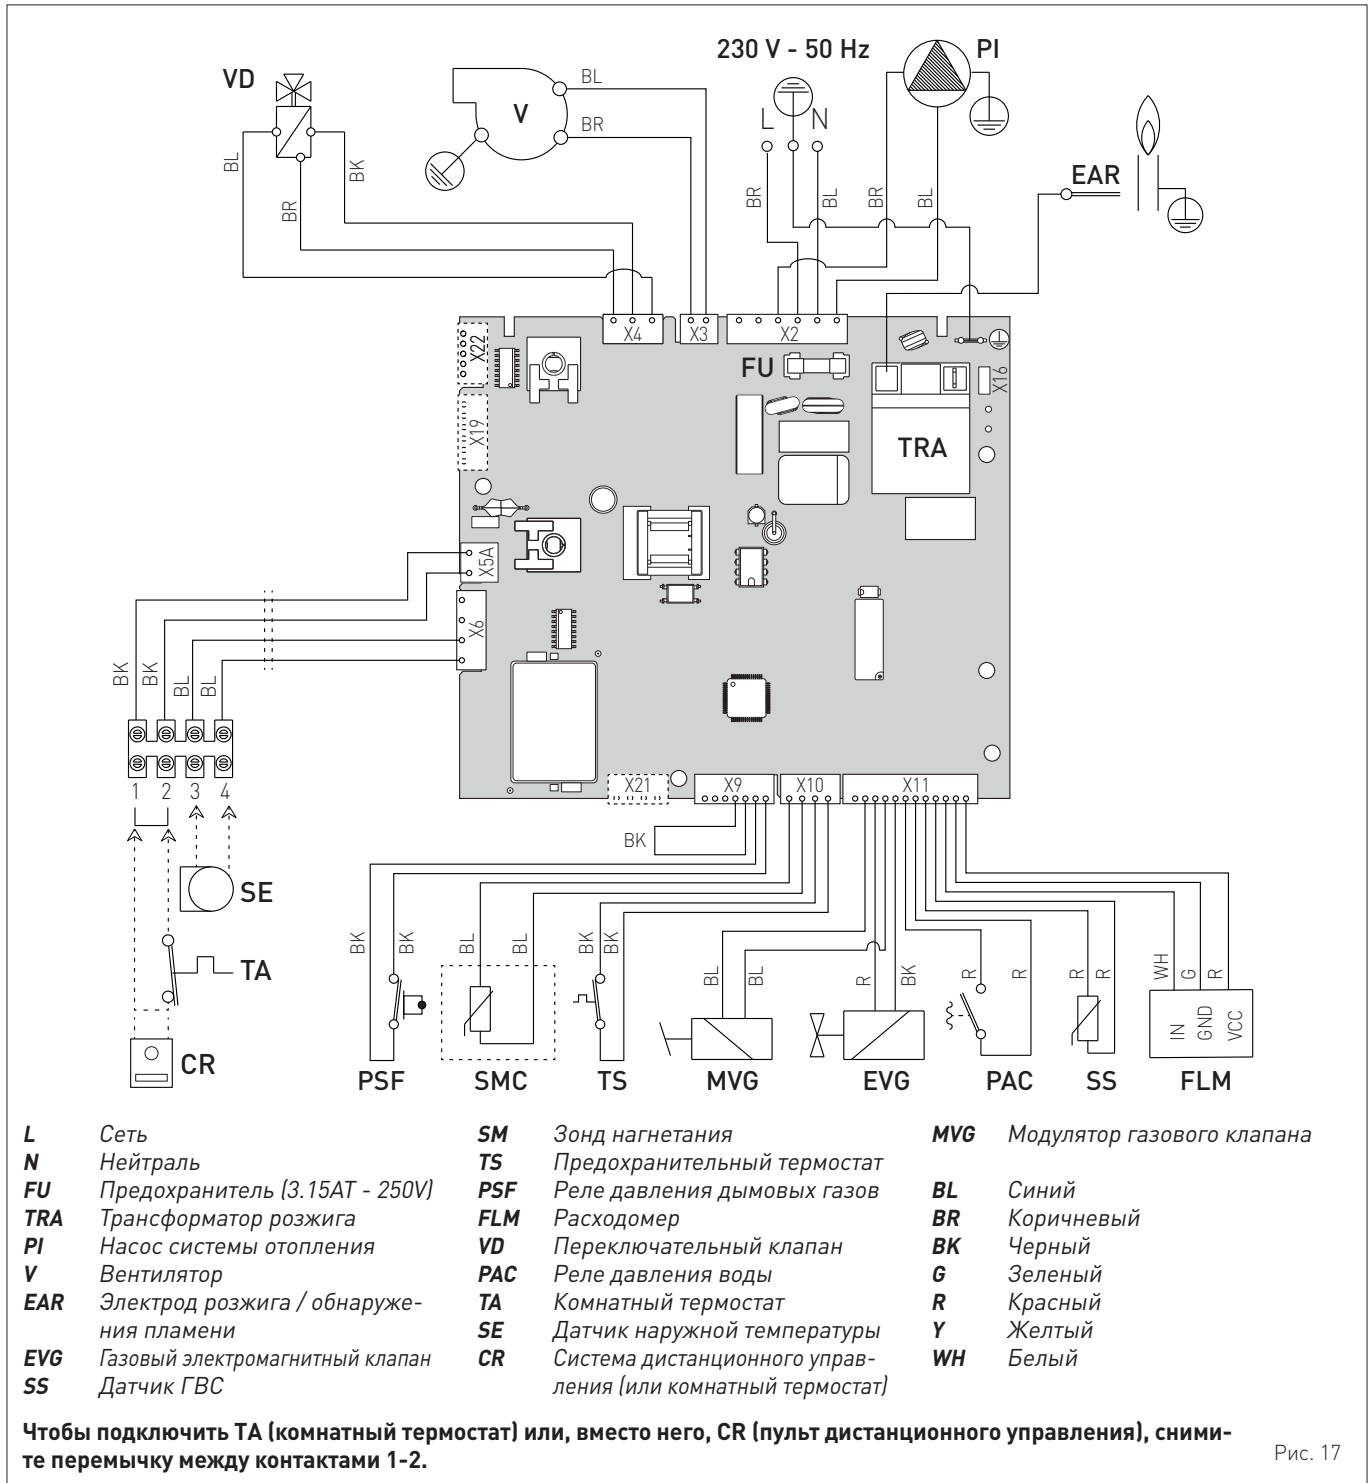 230 V - 50 Hz
PI
VD
V
BL
BR
L
N
EAR
BL
BR
BK
BR
BL
BR
BL
X4
X3
X2
X22
X19
FU
X16
TRA
X5A
X6
BK
BK
BL
BL
1
2
3
4
SE
TA
CR
X21
X9
X10
X11
BK
BK
BK
BL
BL
BK
BK
BL
BL
R
BK
R
R
R
R
WH
G
R
IN
GND
VCC
PSF
SMC
TS
MVG
EVG
PAC
SS
FLM
L Сеть
N Нейтраль
FU Предохранитель (3.15AT - 250V)
TRA Трансформатор розжига
PI Насос системы отопления
V Вентилятор
EAR Электрод розжига / обнаруже-
ния пламени
EVG Газовый электромагнитный клапан
SS Датчик ГВС
SM Зонд нагнетания
TS Предохранительный термостат
PSF Реле давления дымовых газов
FLM Расходомер
VD Переключательный клапан
PAC Реле давления воды
TA Комнатный термостат
SE Датчик наружной температуры
CR Система дистанционного управ-
ления (или комнатный термостат)
MVG Модулятор газового клапана
BL Синий
BR Коричневый
BK Черный
G Зеленый
R Красный
Y Желтый
WH Белый
Чтобы подключить ТА (комнатный термостат) или, вместо него, CR (пульт дистанционного управления), сними-
те перемычку между контактами 1-2.
Рис. 17